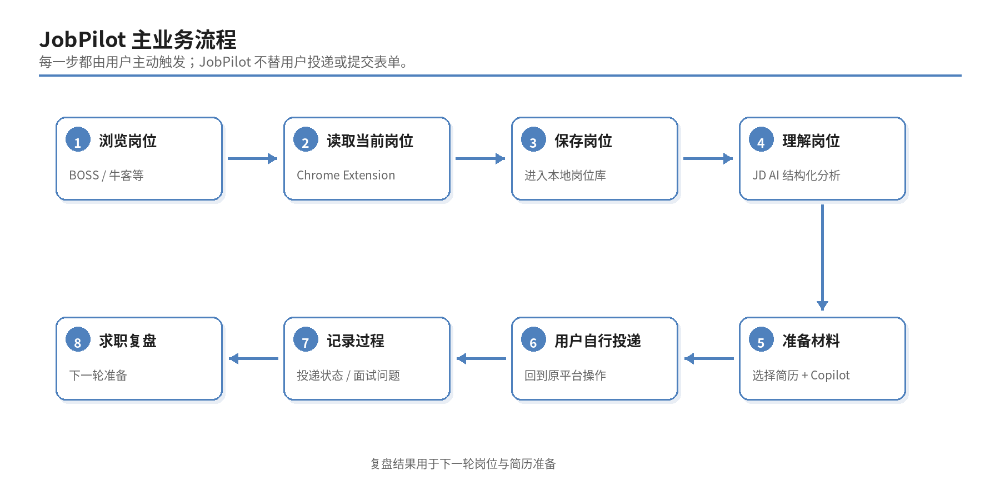 JobPilot 主业务流程
每一步都由用户主动触发；JobPilot 不替用户投递或提交表单。
1 浏览岗位
BOSS / 牛客等
2 读取当前岗位
Chrome Extension
3 保存岗位
进入本地岗位库
4 理解岗位
JD AI 结构化分析
5 准备材料
选择简历 + Copilot
6 用户自行投递
回到原平台操作
7 记录过程
投递状态 / 面试问题
8 求职复盘
下一轮准备
复盘结果用于下一轮岗位与简历准备